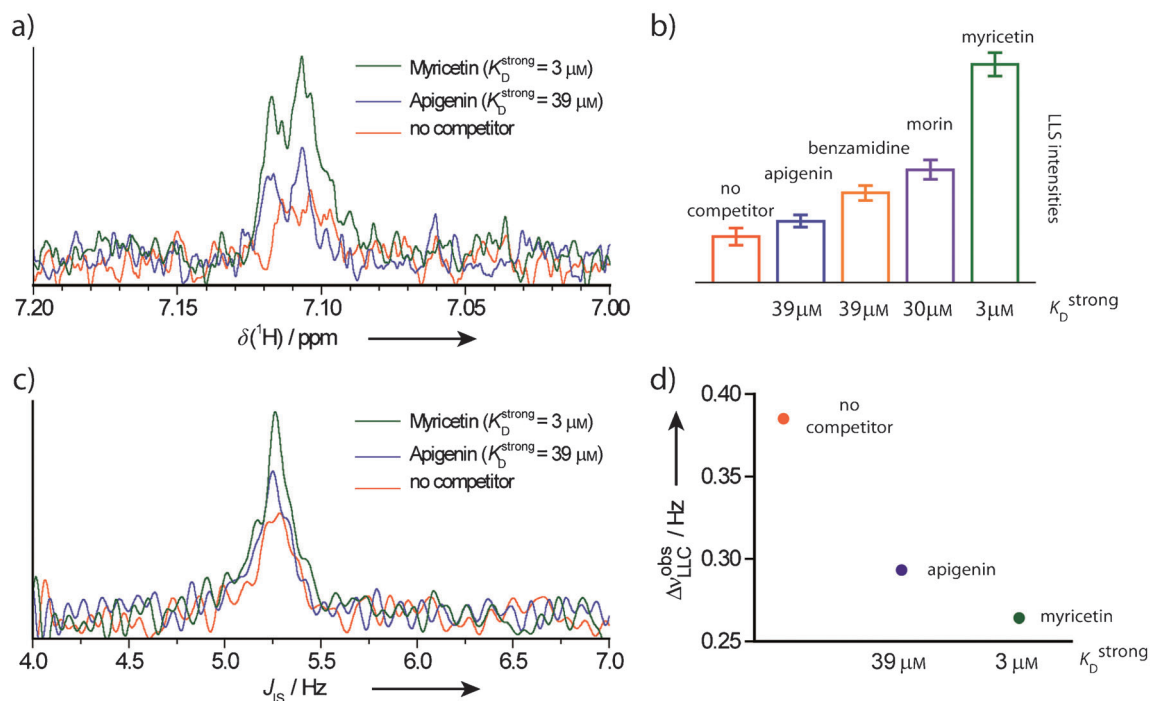 a)
Myricetin (K_D^strong = 3 μM)
Apigenin (K_D^strong = 39 μM)
no competitor
7.20 7.15 7.10 7.05 7.00
δ(¹H) / ppm
b)
myricetin
morin
benzamidine
apigenin
no
competitor
LLS intensities
39μM 39μM 30μM 3μM K_D^strong
c)
Myricetin (K_D^strong = 3 μM)
Apigenin (K_D^strong = 39 μM)
no competitor
4.0 4.5 5.0 5.5 6.0 6.5 7.0
J_IS / Hz
d)
0.40
0.35
0.30
0.25
Δν_LLC^obs / Hz
no
competitor
apigenin
myricetin
39 μM 3 μM K_D^strong